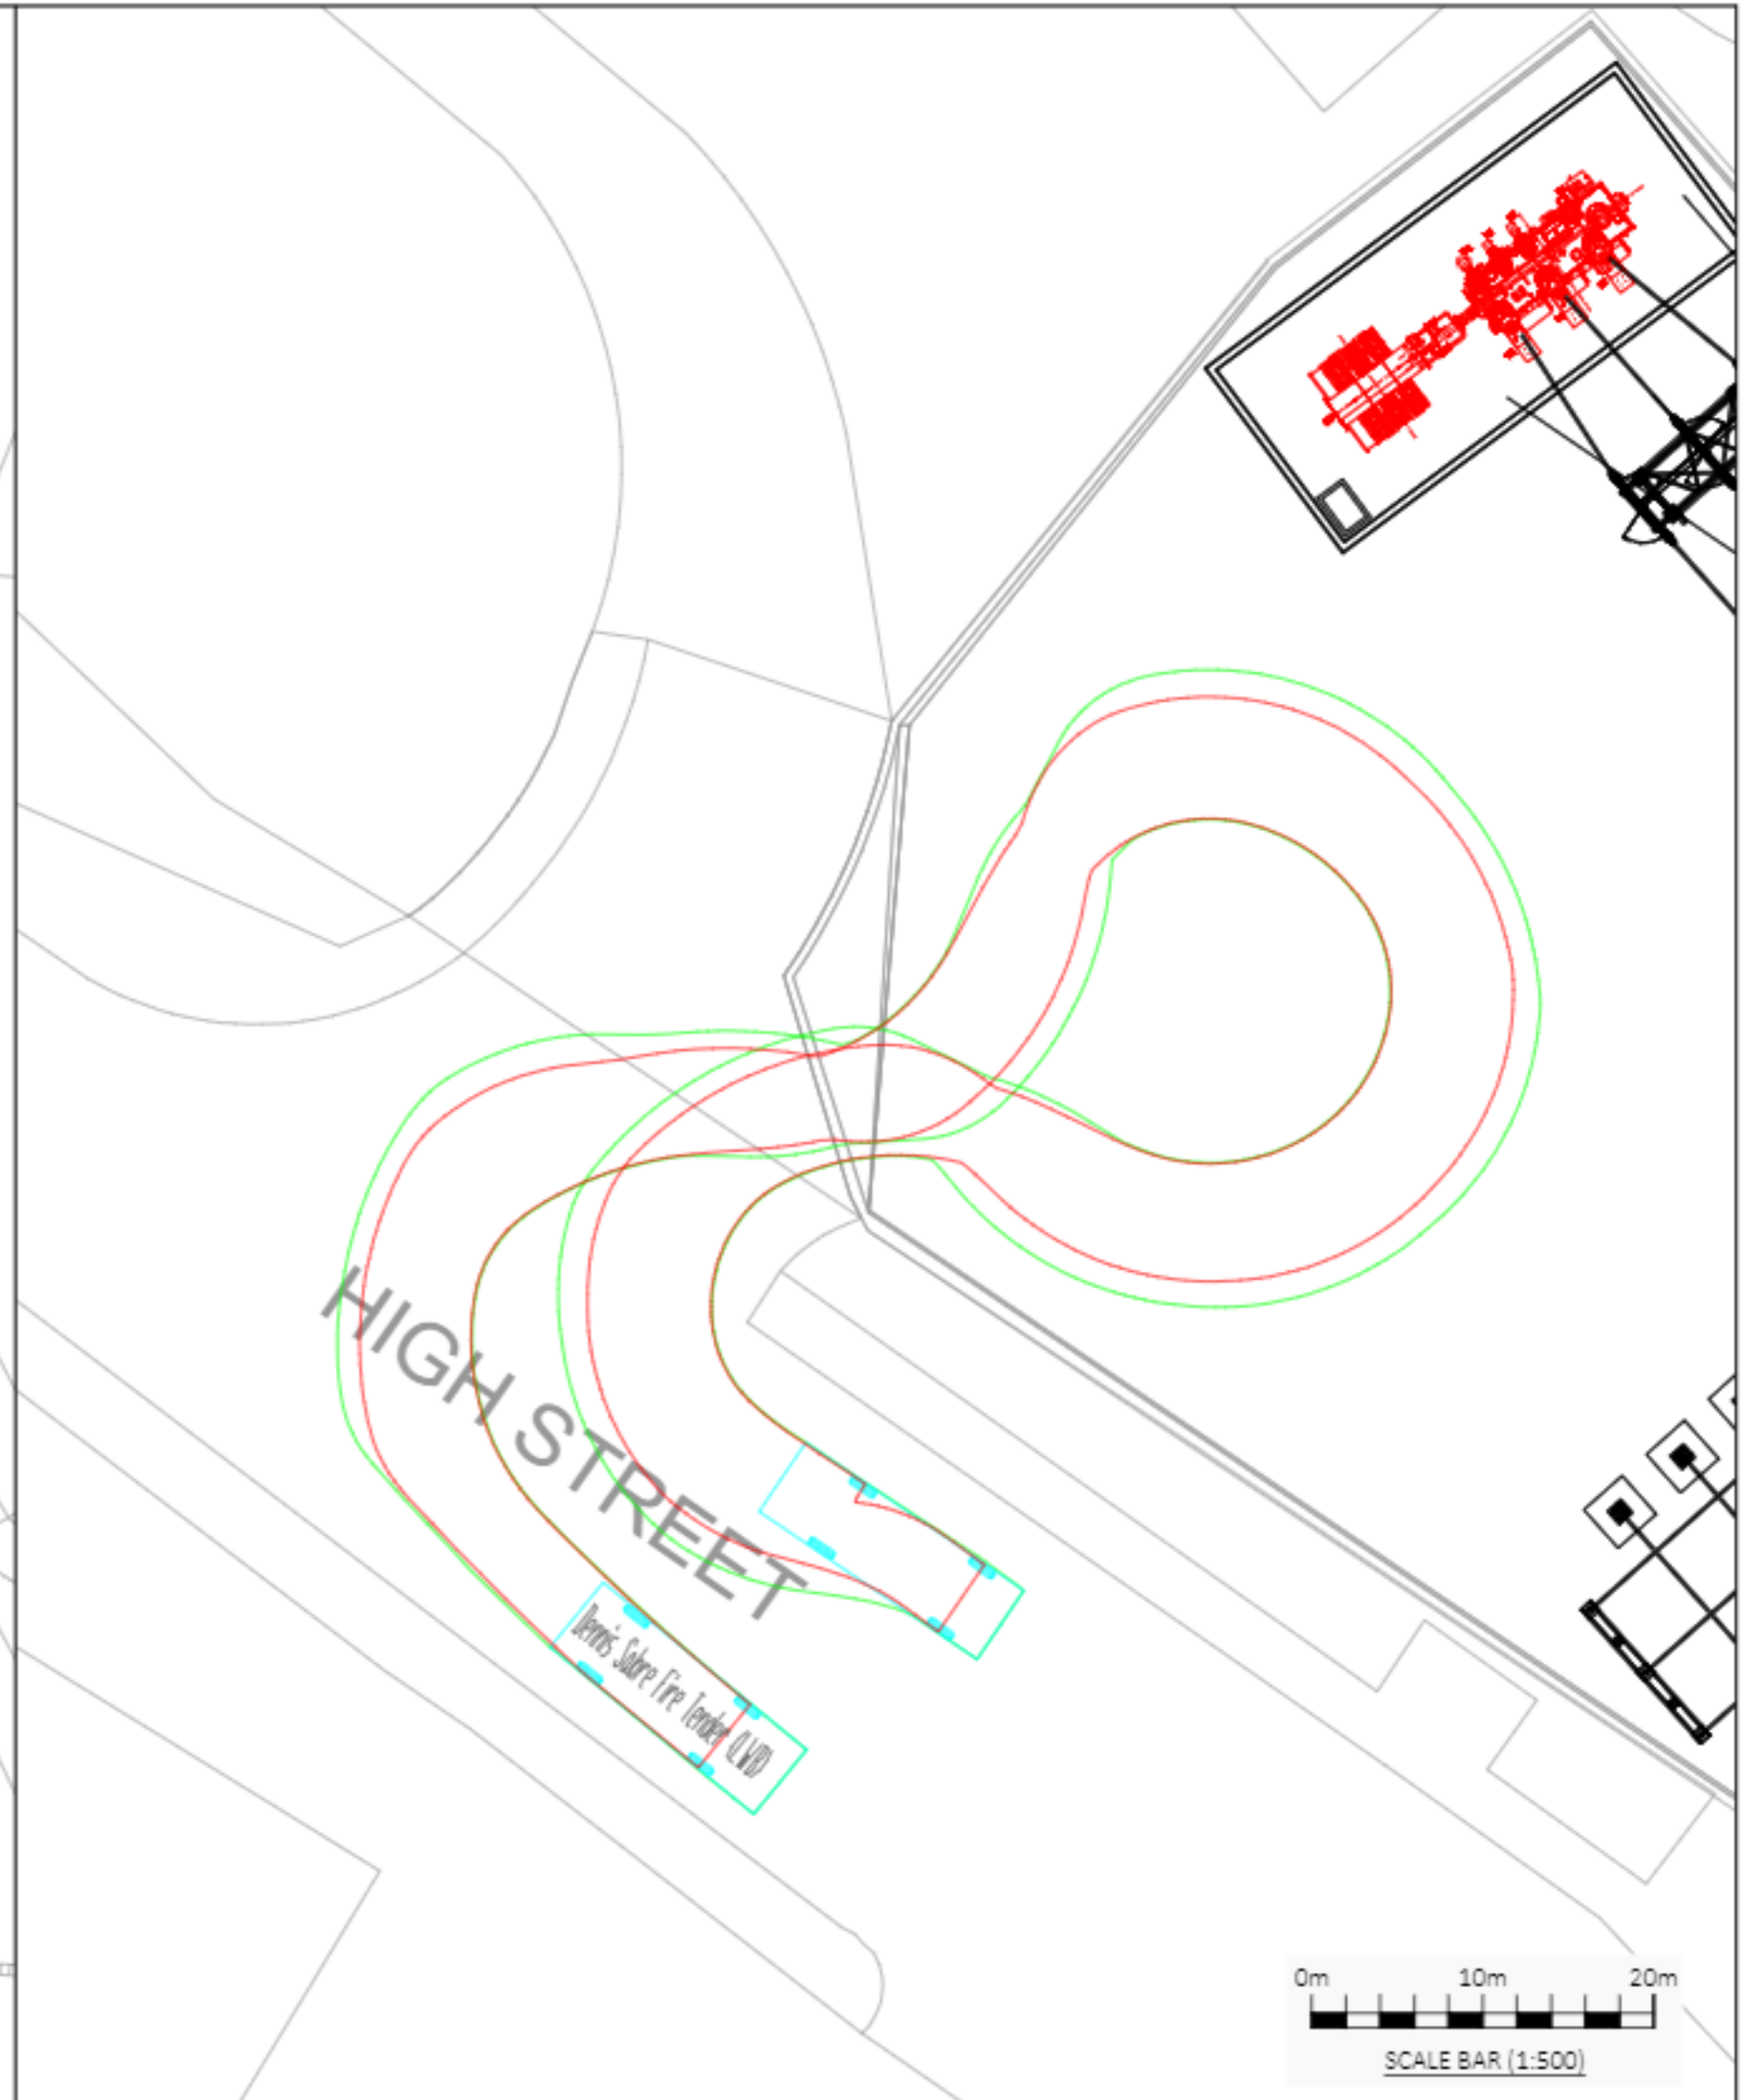 HIGH STREET
Dennis Sabre Fire Tender (LWB)
0m 10m 20m
SCALE BAR (1:500)